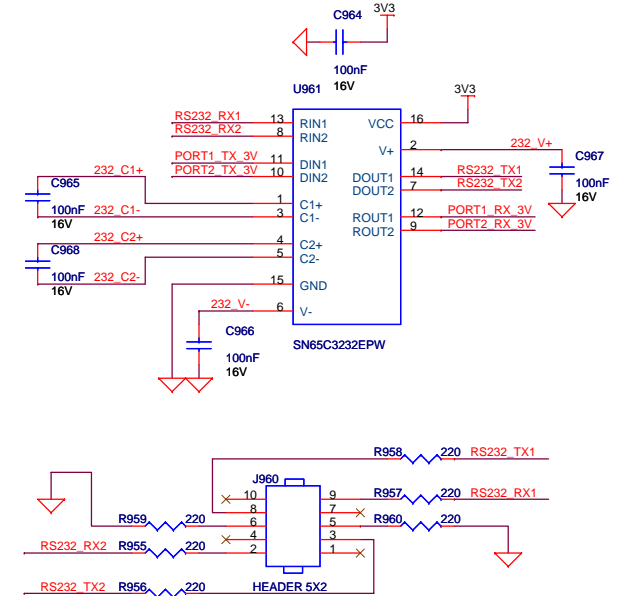 C964
3V3
100nF
16V
U961
3V3
RS232_RX1 13 RIN1 VCC 16
RS232_RX2 8 RIN2
V+ 2 232_V+
PORT1_TX_3V 11 DIN1
PORT2_TX_3V 10 DIN2
DOUT1 14 RS232_TX1
DOUT2 7 RS232_TX2
C967
100nF
16V
232_C1+
C965
100nF
16V
232_C1-
1 C1+
3 C1-
ROUT1 12 PORT1_RX_3V
ROUT2 9 PORT2_RX_3V
232_C2+
C968
100nF
16V
232_C2-
4 C2+
5 C2-
15 GND
232_V- 6 V-
C966
100nF
16V
SN65C3232EPW
R958 220 RS232_TX1
J960
10 9 R957 220 RS232_RX1
8 7
R959 220 6 5 R960 220
4 3
RS232_RX2 R955 220 2 1
RS232_TX2 R956 220 HEADER 5X2